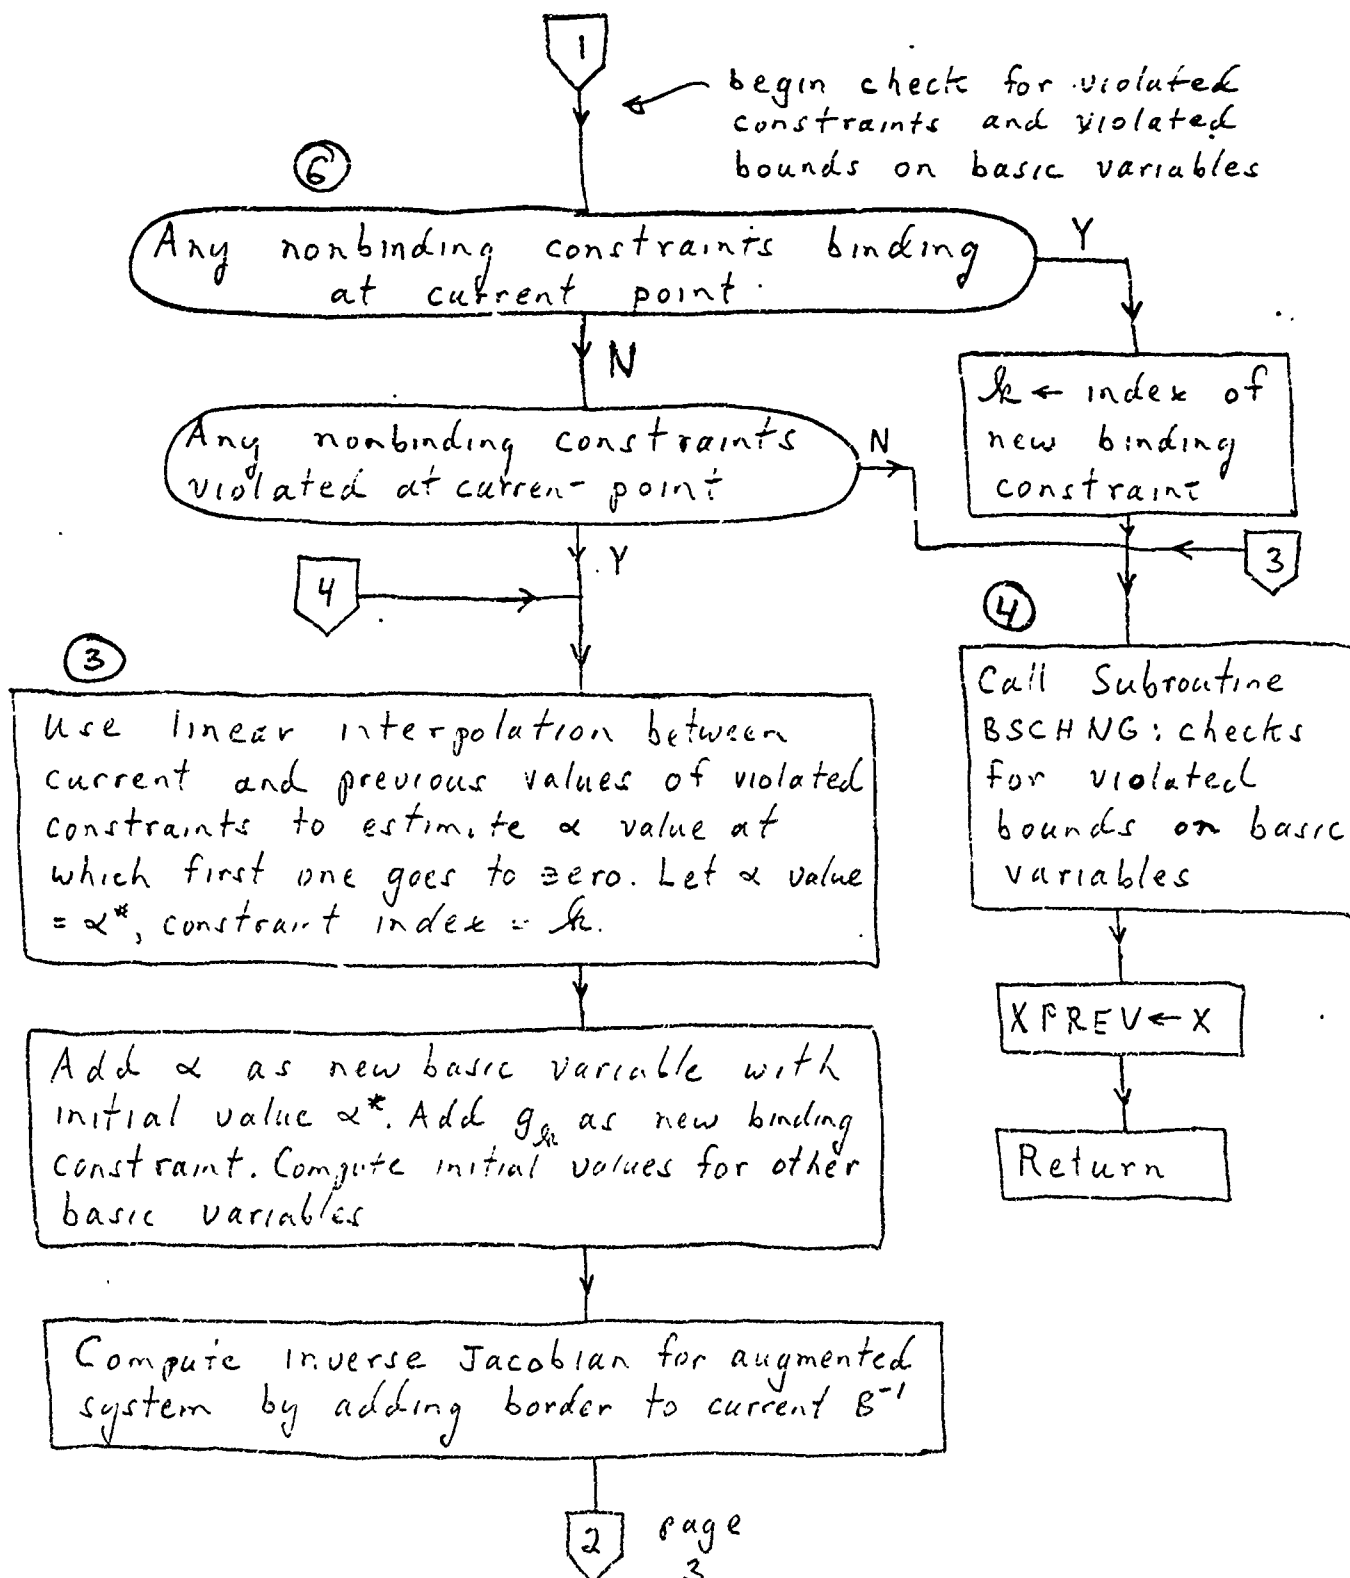 1
begin check for violated
constraints and violated
bounds on basic variables
6
Any nonbinding constraints binding
at current point.
Y
N
k ← index of
new binding
constraint
Any nonbinding constraints
violated at current point
N
Y
3
4
4
3
Call Subroutine
BSCHNG: checks
for violated
bounds on basic
variables
Use linear interpolation between
current and previous values of violated
constraints to estimate α value at
which first one goes to zero. Let α value
= α*, constraint index = k.
XPREV ← X
Add α as new basic variable with
initial value α*. Add gk as new binding
constraint. Compute initial values for other
basic variables
Return
Compute inverse Jacobian for augmented
system by adding border to current B⁻¹
2
page
3